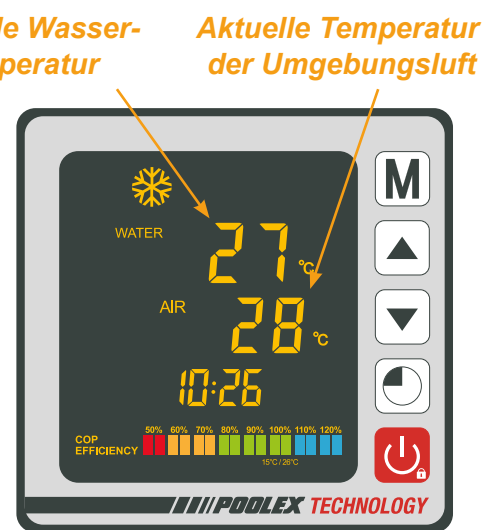 le Wasser- Aktuelle Temperatur
peratur der Umgebungsluft
M
WATER 27 °C
AIR 28 °C
10:26
50% 60% 70% 80% 90% 100% 110% 120%
COP
EFFICIENCY
15°C / 26°C
POOLEX TECHNOLOGY